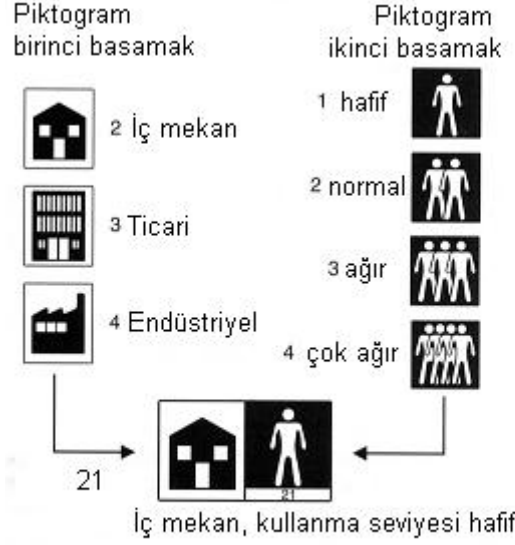 Piktogram
birinci basamak
Piktogram
ikinci basamak
2 İç mekan
3 Ticari
4 Endüstriyel
1 hafif
2 normal
3 ağır
4 çok ağır
21
21
İç mekan, kullanma seviyesi hafif